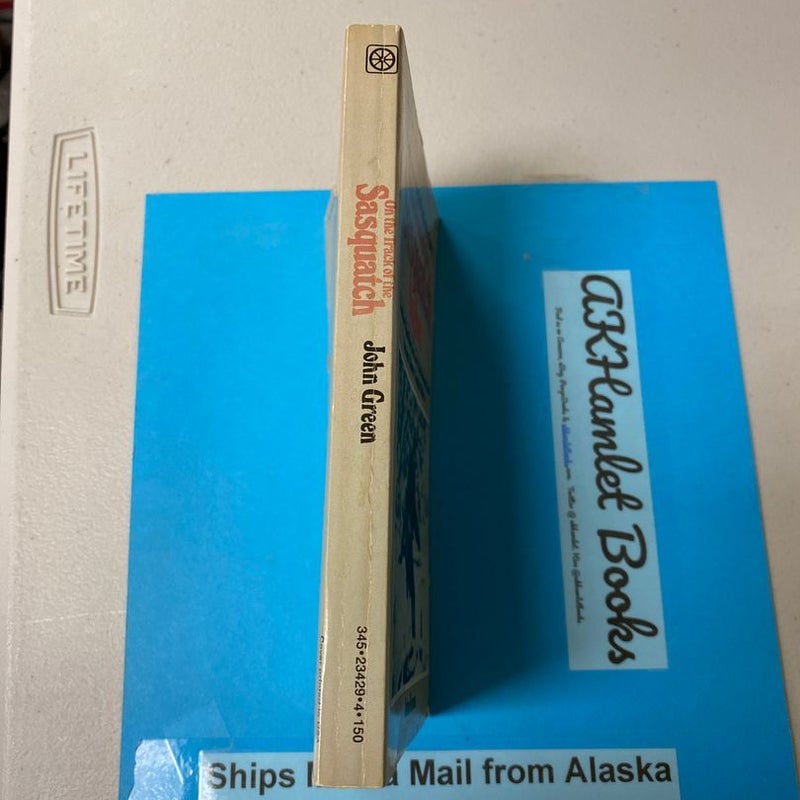 LIFETIME
On the Track of the
Sasquatch
John Green
345•23429•4•150
AKHamlet Books
Ships
Mail from Alaska